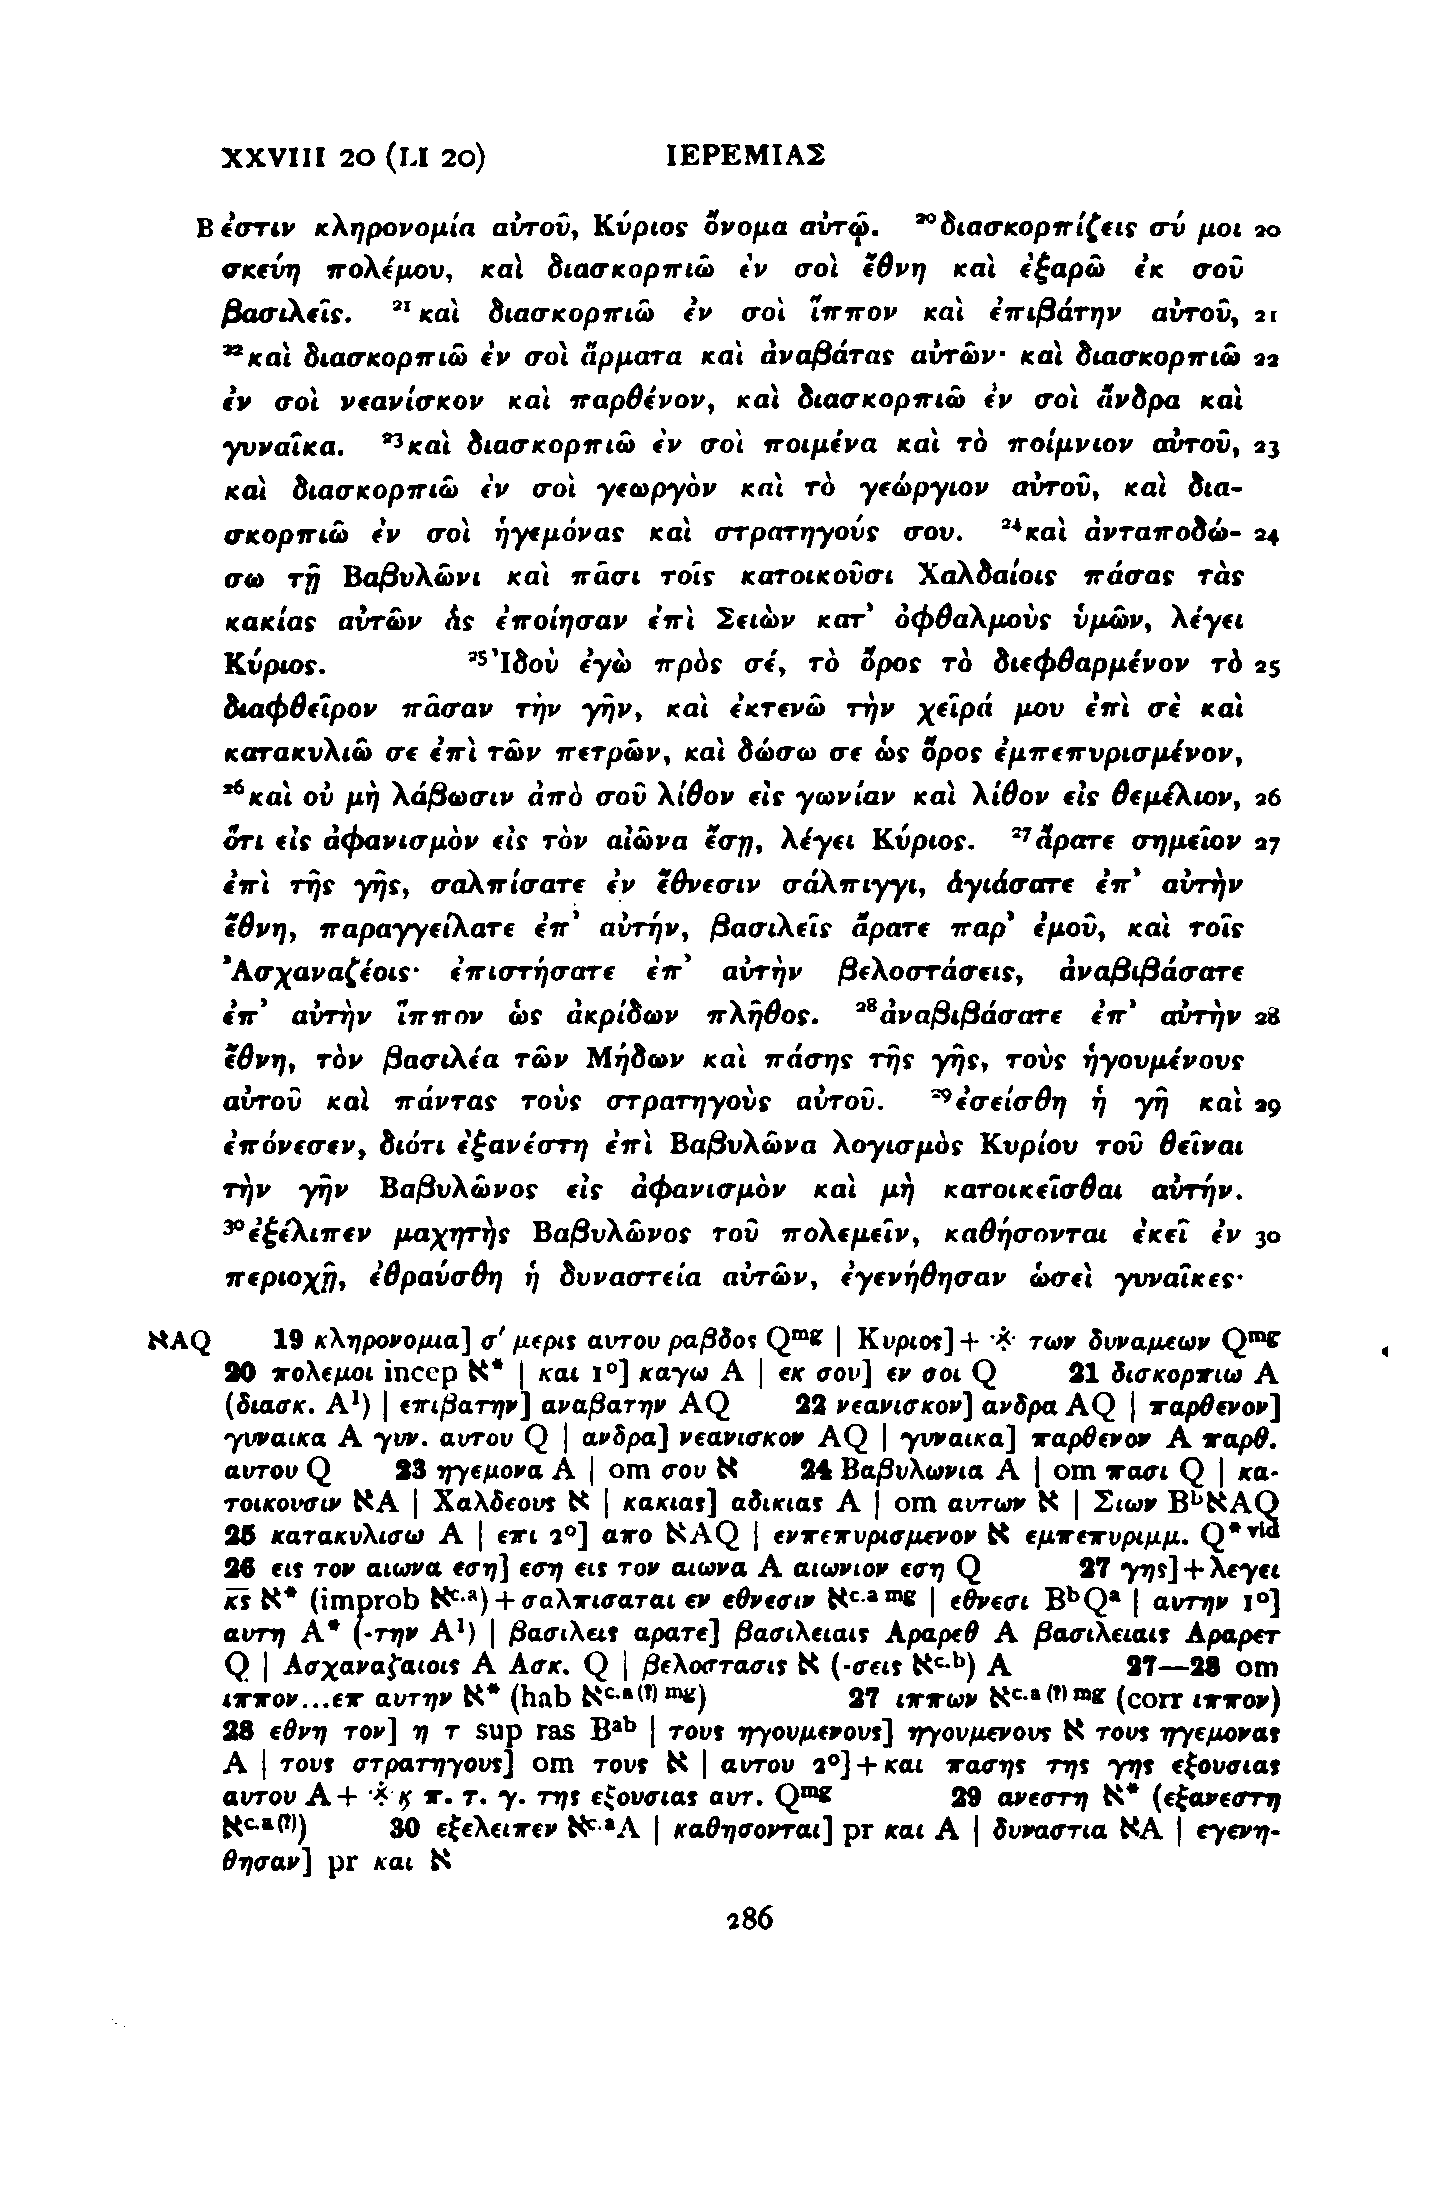 XXVIII 20 (LI 20) ΙΕΡΕΜΙΑΣ
B ἐστιν κληρονομία αὐτοῦ, Κύριος ὄνομα αὐτῷ. ²⁰διασκορπίζεις σύ μοι 20
σκεύη πολέμου, καὶ διασκορπιῶ ἐν σοὶ ἔθνη καὶ ἐξαρῶ ἐκ σοῦ
βασιλεῖς. ²¹καὶ διασκορπιῶ ἐν σοὶ ἵππον καὶ ἐπιβάτην αὐτοῦ, 21
²²καὶ διασκορπιῶ ἐν σοὶ ἅρματα καὶ ἀναβάτας αὐτῶν· καὶ διασκορπιῶ 22
ἐν σοὶ νεανίσκον καὶ παρθένον, καὶ διασκορπιῶ ἐν σοὶ ἄνδρα καὶ
γυναῖκα. ²³καὶ διασκορπιῶ ἐν σοὶ ποιμένα καὶ τὸ ποίμνιον αὐτοῦ, 23
καὶ διασκορπιῶ ἐν σοὶ γεωργὸν καὶ τὸ γεώργιον αὐτοῦ, καὶ δια-
σκορπιῶ ἐν σοὶ ἡγεμόνας καὶ στρατηγούς σου. ²⁴καὶ ἀνταποδώ- 24
σω τῇ Βαβυλῶνι καὶ πᾶσι τοῖς κατοικοῦσι Χαλδαίοις πάσας τὰς
κακίας αὐτῶν ἃς ἐποίησαν ἐπὶ Σειὼν κατ᾽ ὀφθαλμοὺς ὑμῶν, λέγει
Κύριος. ²⁵Ἰδοὺ ἐγὼ πρὸς σέ, τὸ ὄρος τὸ διεφθαρμένον τὸ 25
διαφθεῖρον πᾶσαν τὴν γῆν, καὶ ἐκτενῶ τὴν χεῖρά μου ἐπὶ σὲ καὶ
κατακυλιῶ σε ἐπὶ τῶν πετρῶν, καὶ δώσω σε ὡς ὄρος ἐμπεπυρισμένον,
²⁶καὶ οὐ μὴ λάβωσιν ἀπὸ σοῦ λίθον εἰς γωνίαν καὶ λίθον εἰς θεμέλιον, 26
ὅτι εἰς ἀφανισμὸν εἰς τὸν αἰῶνα ἔσῃ, λέγει Κύριος. ²⁷ἄρατε σημεῖον 27
ἐπὶ τῆς γῆς, σαλπίσατε ἐν ἔθνεσιν σάλπιγγι, ἁγιάσατε ἐπ᾽ αὐτὴν
ἔθνη, παραγγείλατε ἐπ᾽ αὐτήν, βασιλεῖς ἄρατε παρ᾽ ἐμοῦ, καὶ τοῖς
Ἀσχαναζέοις· ἐπιστήσατε ἐπ᾽ αὐτὴν βελοστάσεις, ἀναβιβάσατε
ἐπ᾽ αὐτὴν ἵππον ὡς ἀκρίδων πλῆθος. ²⁸ἀναβιβάσατε ἐπ᾽ αὐτὴν 28
ἔθνη, τὸν βασιλέα τῶν Μήδων καὶ πάσης τῆς γῆς, τοὺς ἡγουμένους
αὐτοῦ καὶ πάντας τοὺς στρατηγοὺς αὐτοῦ. ²⁹ἐσείσθη ἡ γῆ καὶ 29
ἐπόνεσεν, διότι ἐξανέστη ἐπὶ Βαβυλῶνα λογισμὸς Κυρίου τοῦ θεῖναι
τὴν γῆν Βαβυλῶνος εἰς ἀφανισμὸν καὶ μὴ κατοικεῖσθαι αὐτήν.
³⁰ἐξέλιπεν μαχητὴς Βαβυλῶνος τοῦ πολεμεῖν, καθήσονται ἐκεῖ ἐν 30
περιοχῇ, ἐθραύσθη ἡ δυναστεία αὐτῶν, ἐγενήθησαν ὡσεὶ γυναῖκες·
ℵAQ 19 κληρονομια] σ′ μερις αυτου ραβδος Qᵐᵍ | Κυριος]+ ※ των δυναμεων Qᵐᵍ
20 πολεμοι incep ℵ* | και 1°] καγω A | εκ σου] εν σοι Q 21 δισκορπιω A
(διασκ. A¹) | επιβατην] αναβατην AQ 22 νεανισκον] ανδρα AQ | παρθενον]
γυναικα A γυν. αυτου Q | ανδρα] νεανισκον AQ | γυναικα] παρθενον A παρθ.
αυτου Q 23 ηγεμονα A | om σου ℵ 24 Βαβυλωνια A | om πασι Q | κα-
τοικουσιν ℵA | Χαλδεους ℵ | κακιας] αδικιας A | om αυτων ℵ | Σιων BᵇℵAQ
25 κατακυλισω A | επι 2°] απο ℵAQ | ενπεπυρισμενον ℵ εμπεπυριμμ. Q*ᵛⁱᵈ
26 εις τον αιωνα εση] εση εις τον αιωνα A αιωνιον εση Q 27 γης]+λεγει
κ̅ς̅ ℵ* (improb ℵᶜ·ᵃ)+σαλπισαται εν εθνεσιν ℵᶜ·ᵃ ᵐᵍ | εθνεσι BᵇQᵃ | αυτην 1°]
αυτη A* (-την A¹) | βασιλεις αρατε] βασιλειαις Αραρεθ A βασιλειαις Αραρετ
Q | Ασχαναζαιοις A Ασκ. Q | βελοστασις ℵ (-σεις ℵᶜ·ᵇ) A 27—28 om
ιππον...επ αυτην ℵ* (hab ℵᶜ·ᵃ⁽?⁾ ᵐᵍ) 27 ιππων ℵᶜ·ᵃ⁽?⁾ᵐᵍ (corr ιππον)
28 εθνη τον] η τ sup ras Bᵃᵇ | τους ηγουμενους] ηγουμενους ℵ τους ηγεμονας
A | τους στρατηγους] om τους ℵ | αυτου 2°]+και πασης της γης εξουσιας
αυτου A+ ※ ϗ π. τ. γ. της εξουσιας αυτ. Qᵐᵍ 29 ανεστη ℵ* (εξανεστη
ℵᶜ·ᵃ⁽?⁾) 30 εξελειπεν ℵᶜ·ᵃA | καθησονται] pr και A | δυναστια ℵA | εγενη-
θησαν] pr και ℵ
286